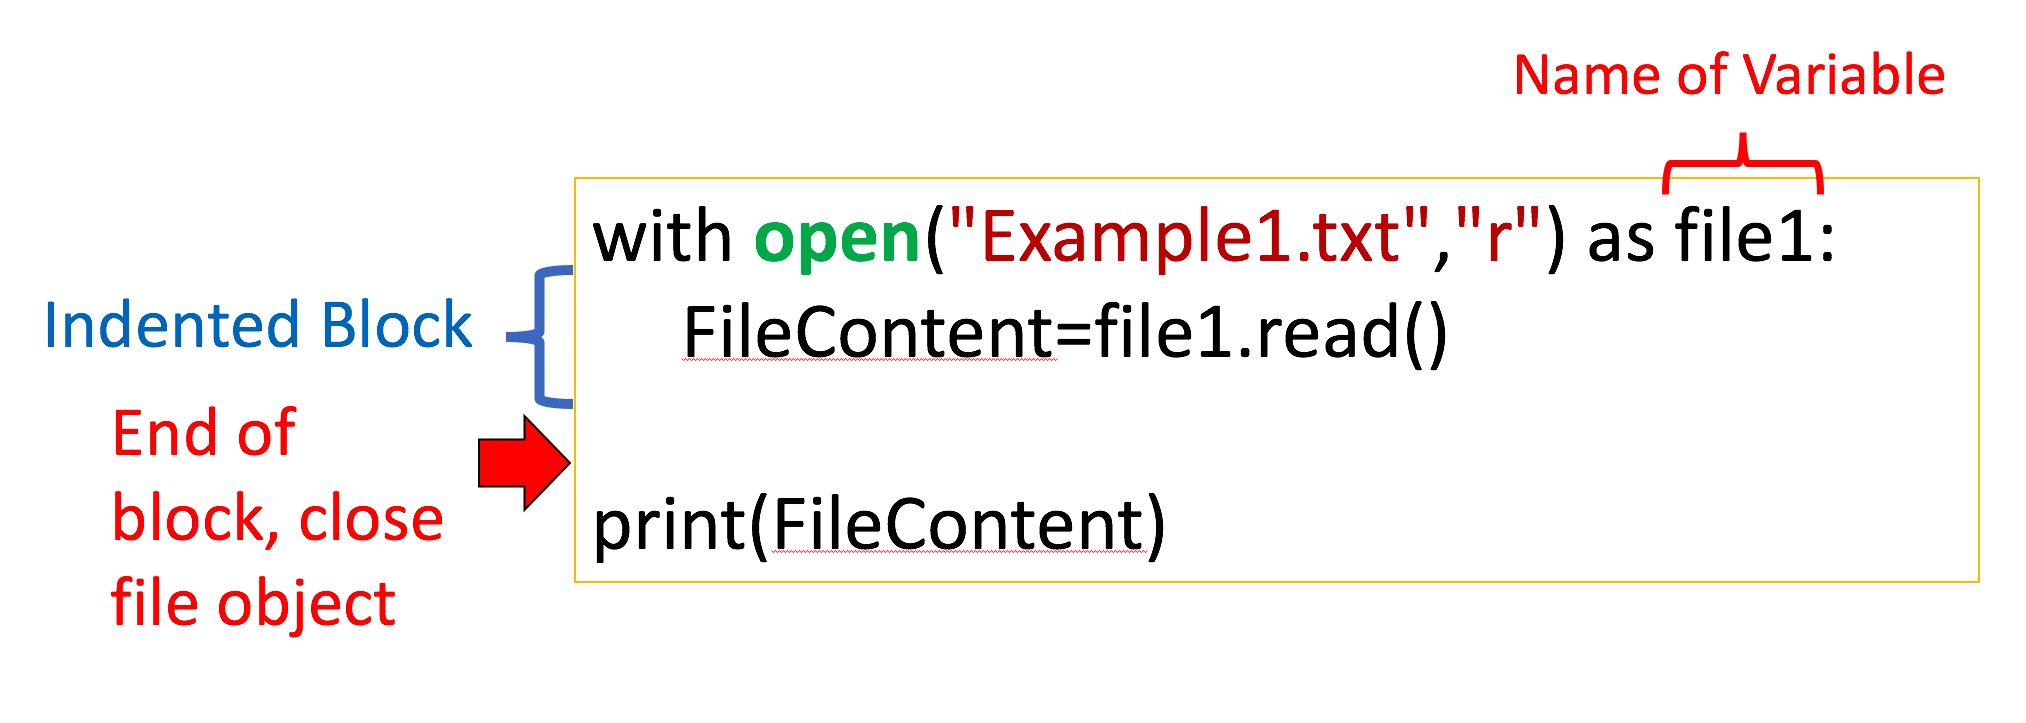 Name of Variable
with open("Example1.txt","r") as file1:
Indented Block
FileContent=file1.read()
End of
block, close
file object
print(FileContent)